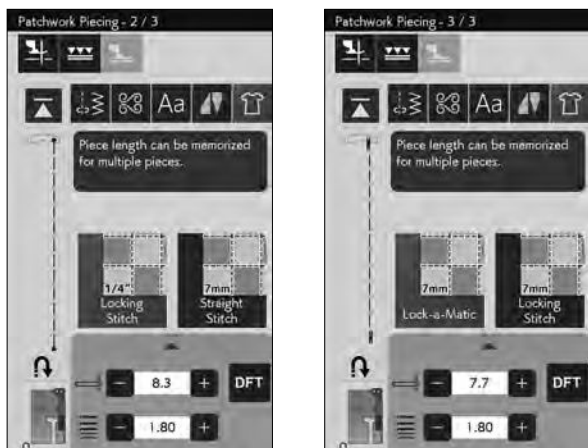 Patchwork Piecing - 2 / 3
Aa
Piece length can be memorized
for multiple pieces.
1/4"
Locking
Stitch
7mm
Straight
Stitch
8.3
DFT
1.80
Patchwork Piecing - 3 / 3
Aa
Piece length can be memorized
for multiple pieces.
7mm
Lock-a-Matic
7mm
Locking
Stitch
7.7
DFT
1.80